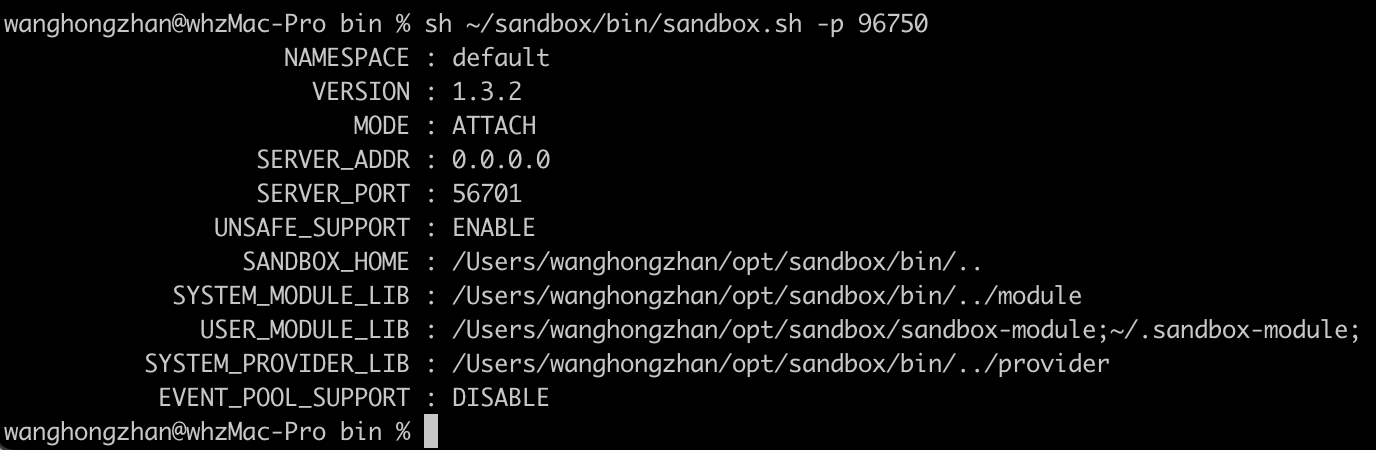 wanghongzhan@whzMac-Pro bin % sh ~/sandbox/bin/sandbox.sh -p 96750
NAMESPACE : default
VERSION : 1.3.2
MODE : ATTACH
SERVER_ADDR : 0.0.0.0
SERVER_PORT : 56701
UNSAFE_SUPPORT : ENABLE
SANDBOX_HOME : /Users/wanghongzhan/opt/sandbox/bin/..
SYSTEM_MODULE_LIB : /Users/wanghongzhan/opt/sandbox/bin/../module
USER_MODULE_LIB : /Users/wanghongzhan/opt/sandbox/sandbox-module;~/.sandbox-module;
SYSTEM_PROVIDER_LIB : /Users/wanghongzhan/opt/sandbox/bin/../provider
EVENT_POOL_SUPPORT : DISABLE
wanghongzhan@whzMac-Pro bin %